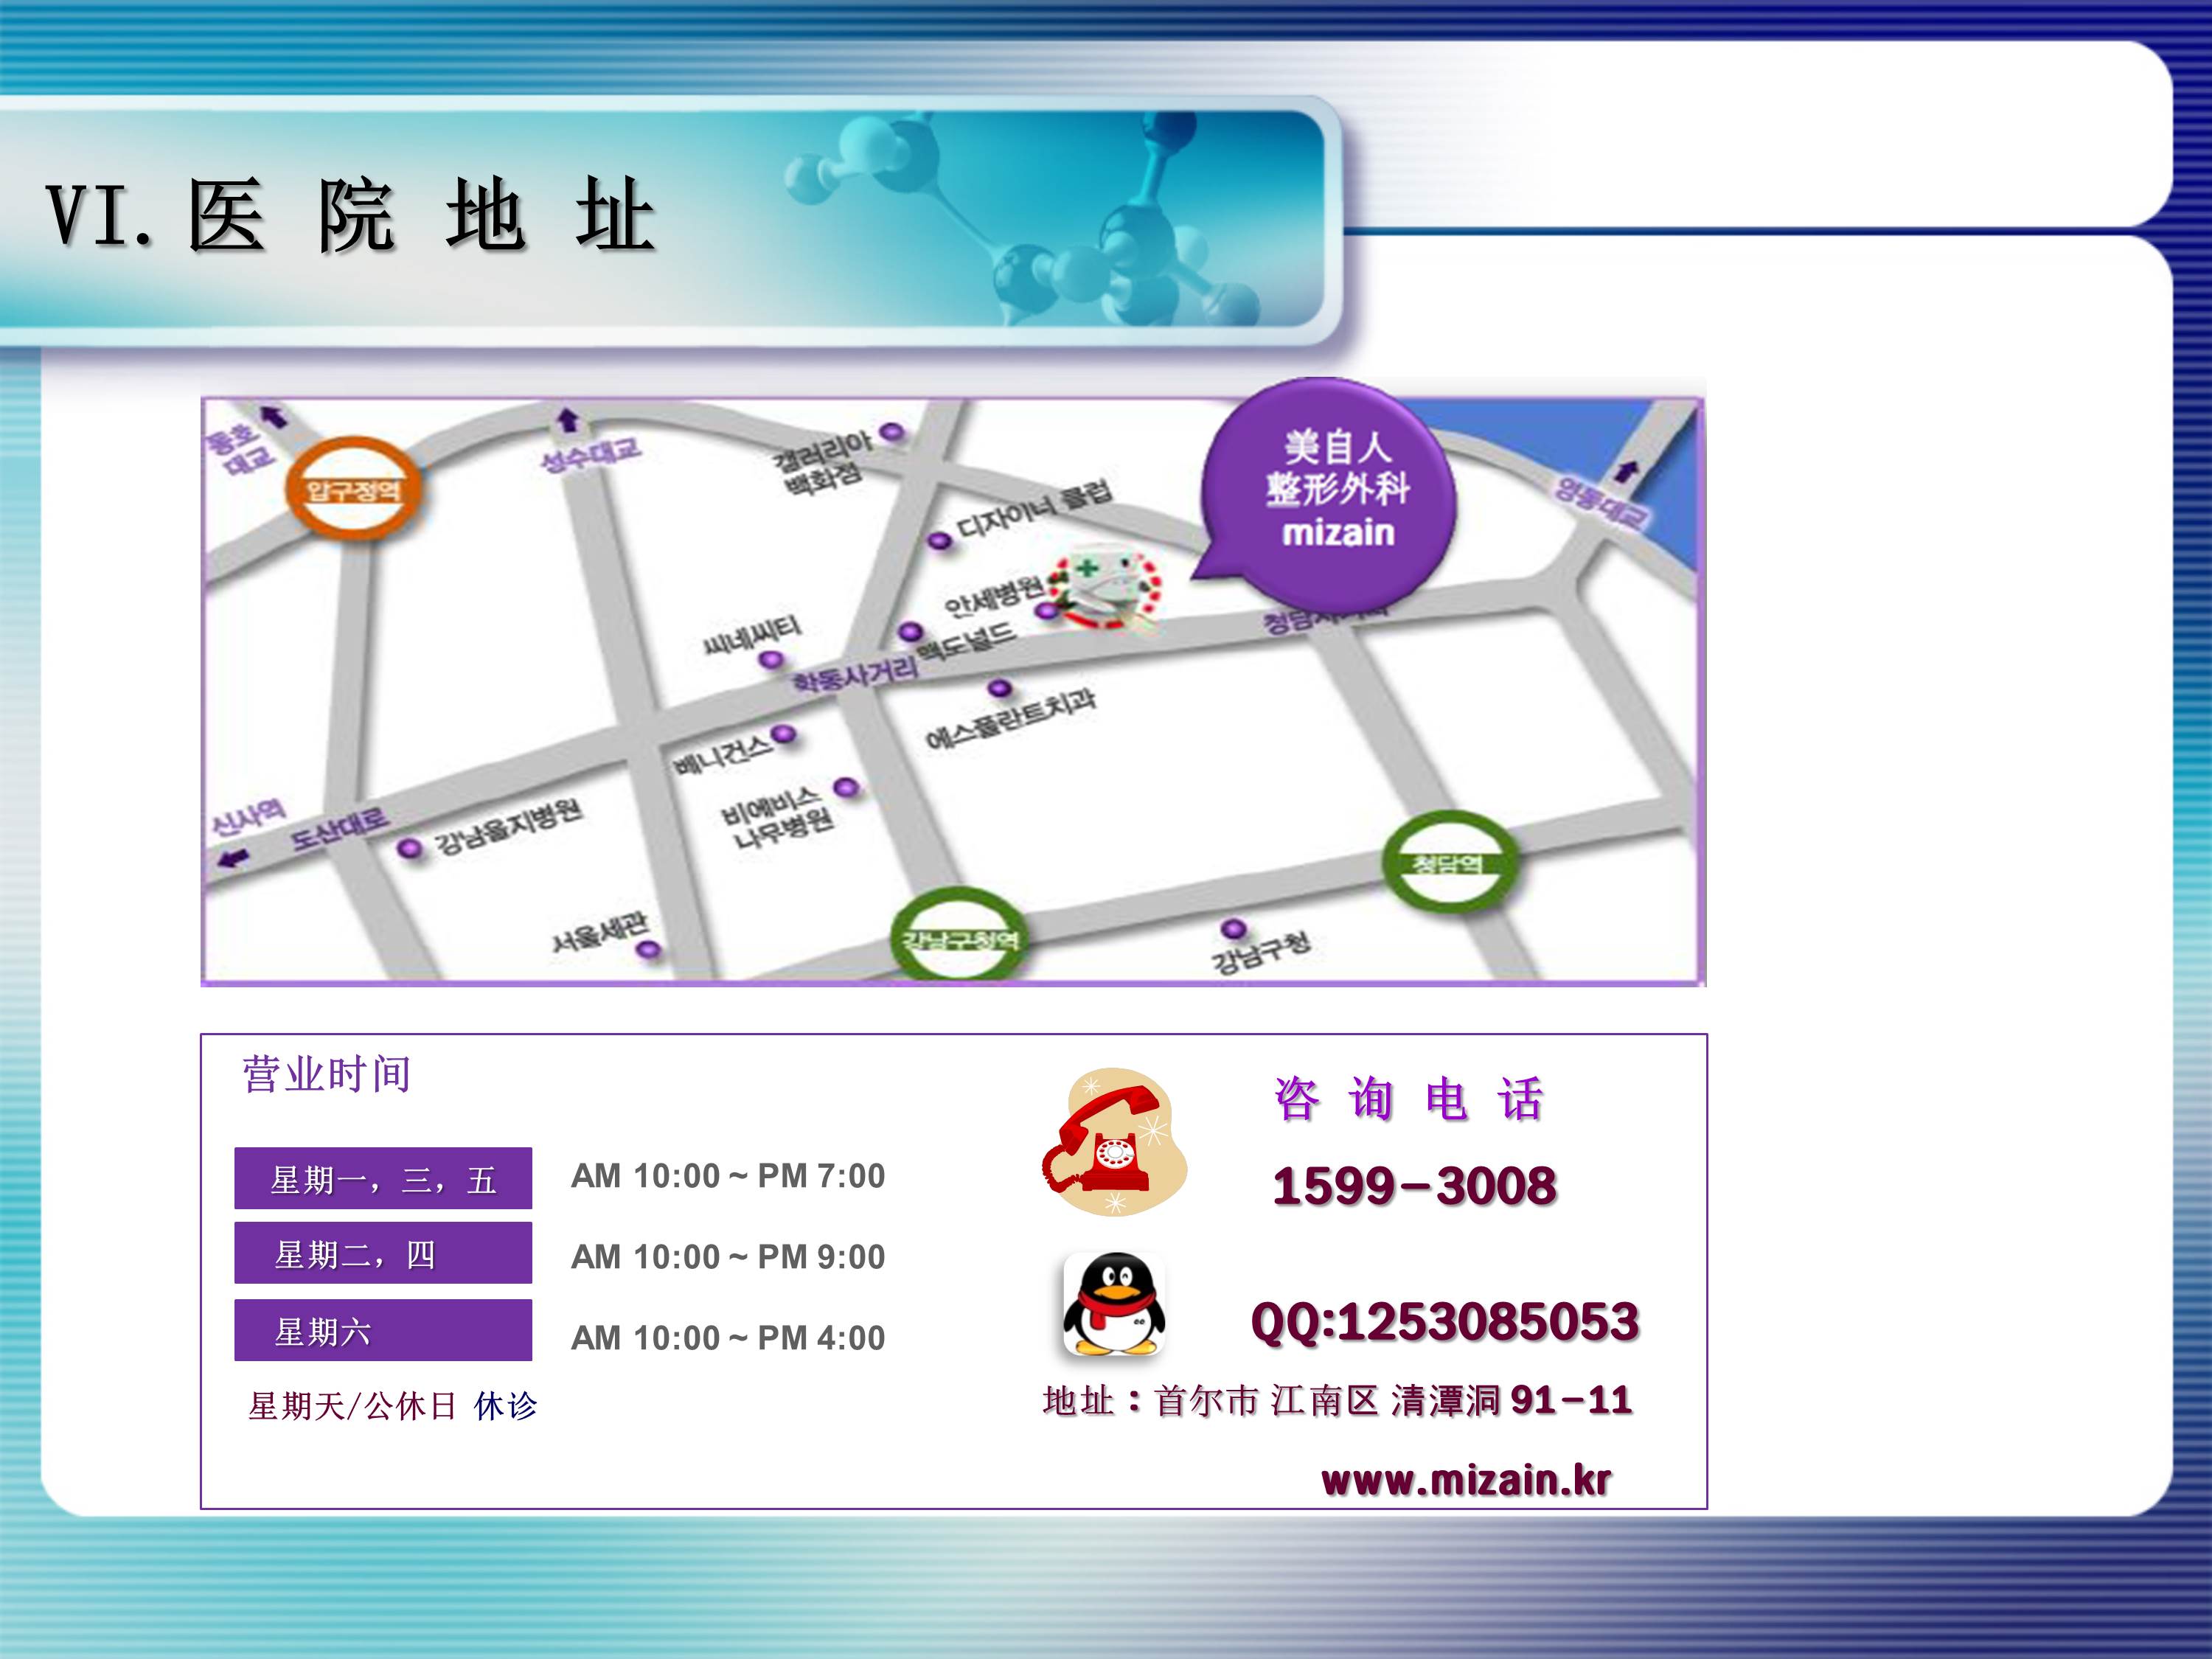 VI.医 院 地 址
동호
대교
압구정역
성수대교
갤러리아
백화점
디자이너 클럽
美自人
整形外科
mizain
영동대교
안세병원
맥도널드
씨네씨티
학동사거리
에스플란트치과
베니건스
비에비스
나무병원
신사역
도산대로
강남을지병원
서울세관
강남구청역
강남구청
청담역
营业时间
星期一，三，五 AM 10:00 ~ PM 7:00
星期二，四 AM 10:00 ~ PM 9:00
星期六 AM 10:00 ~ PM 4:00
星期天/公休日 休诊
咨 询 电 话
1599-3008
QQ:1253085053
地址：首尔市 江南区 清潭洞 91-11
www.mizain.kr